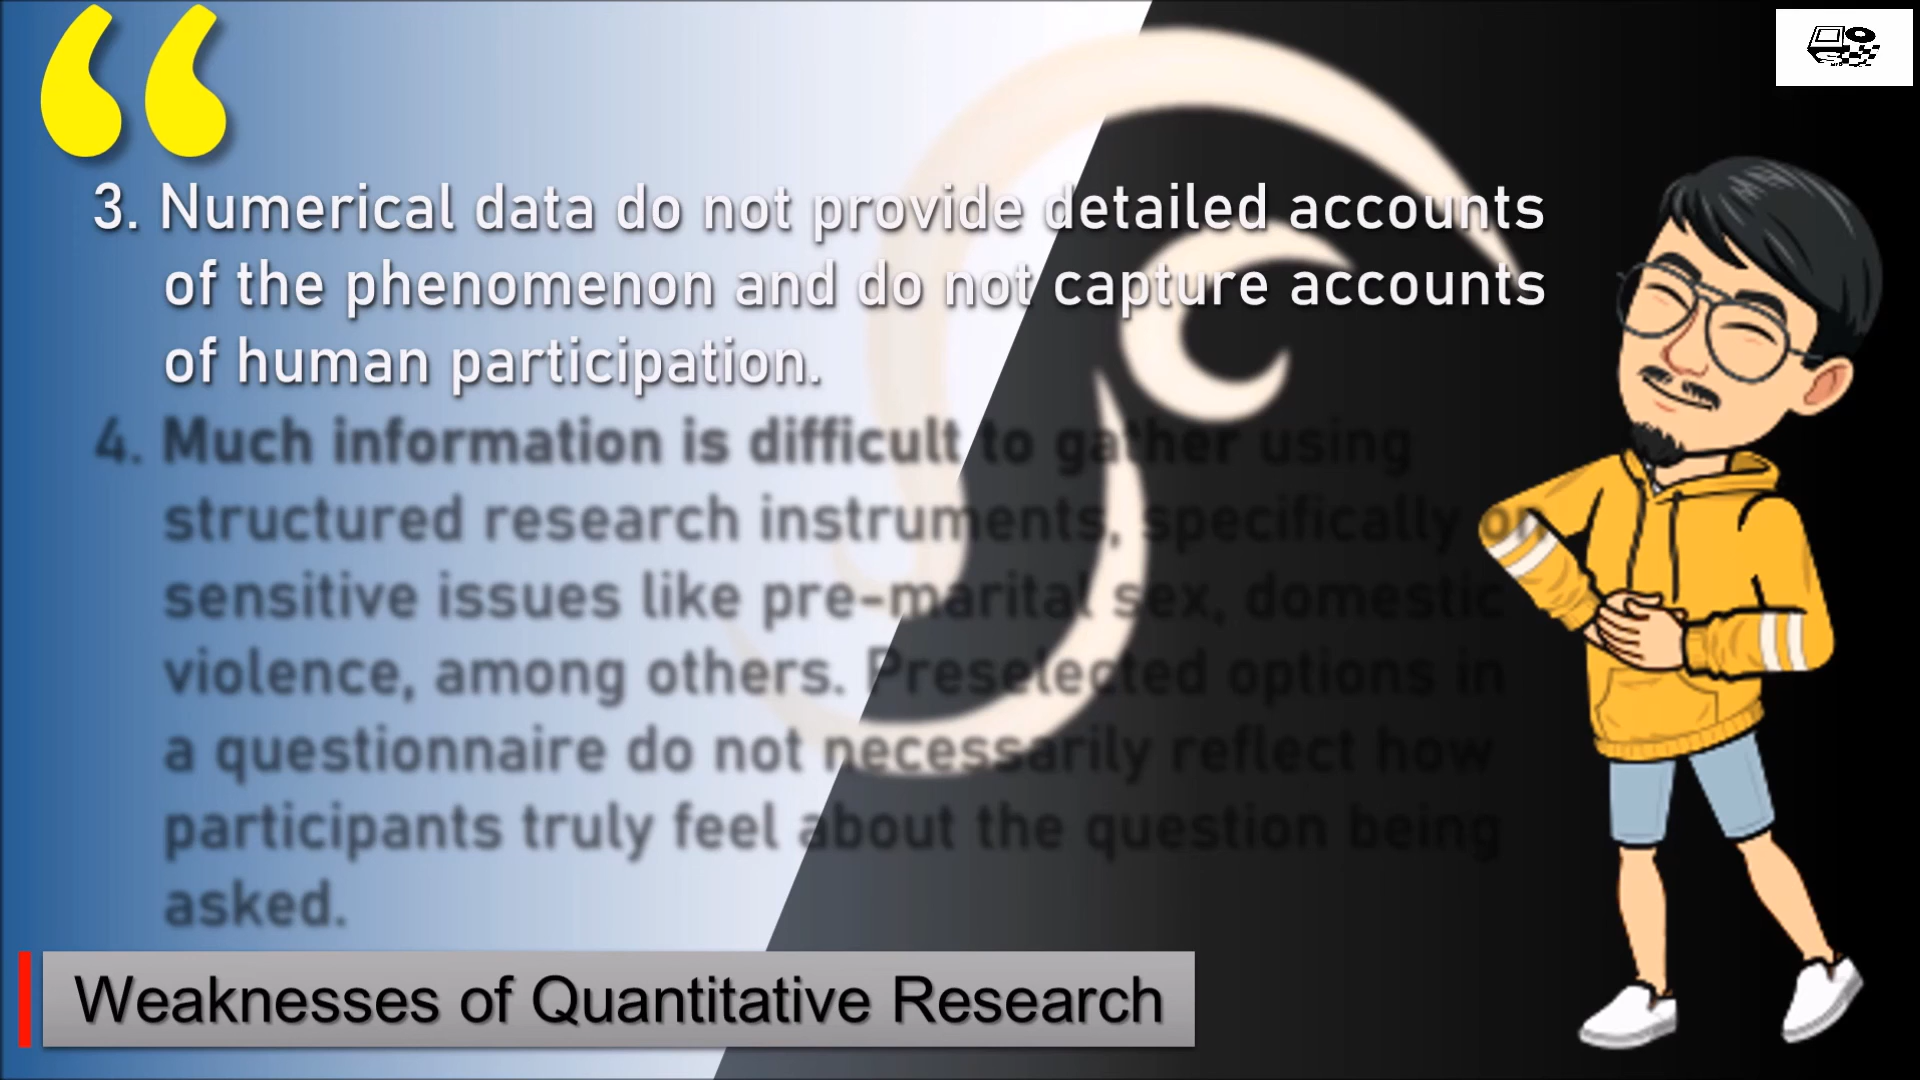 3. Numerical data do not provide detailed accounts
of the phenomenon and do not capture accounts
of human participation.
4. Much information is difficult to gather using
structured research instruments, specifically on
sensitive issues like pre-marital sex, domestic
violence, among others. Preselected options in
a questionnaire do not necessarily reflect how
participants truly feel about the question being
asked.
Weaknesses of Quantitative Research